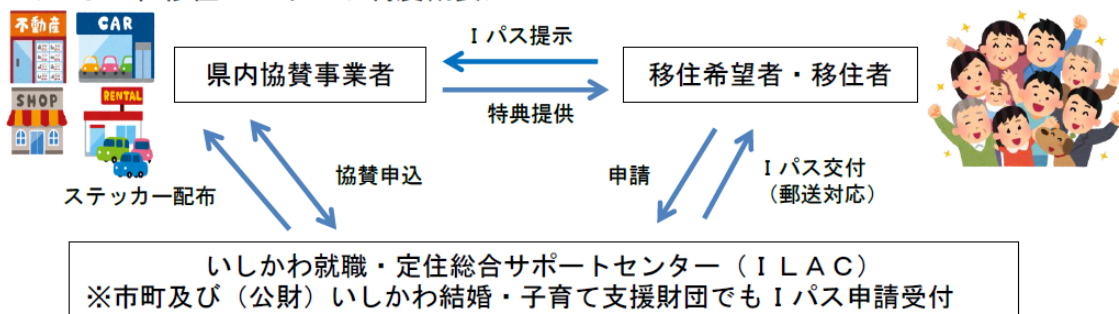 不動産
CAR
SHOP
RENTAL
県内協賛事業者
Ｉパス提示
特典提供
移住希望者・移住者
ステッカー配布
協賛申込
申請
Ｉパス交付
（郵送対応）
いしかわ就職・定住総合サポートセンター（ＩＬＡＣ）
※市町及び（公財）いしかわ結婚・子育て支援財団でもＩパス申請受付